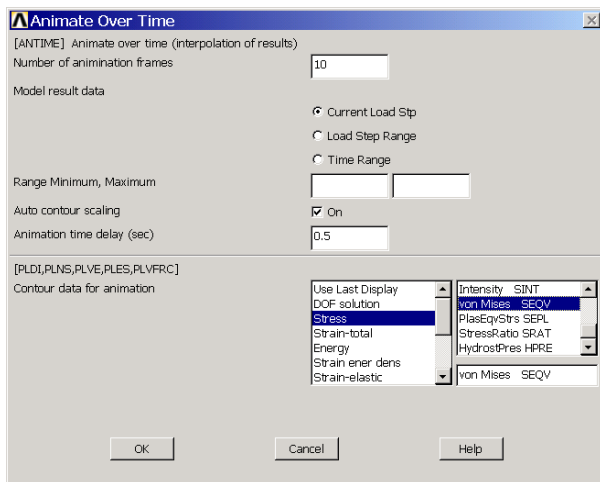 Animate Over Time
[ANTIME] Animate over time (interpolation of results)
Number of animination frames
10
Model result data
Current Load Stp
Load Step Range
Time Range
Range Minimum, Maximum
Auto contour scaling
On
Animation time delay (sec)
0.5
[PLDI,PLNS,PLVE,PLES,PLVFRC]
Contour data for animation
Use Last Display
DOF solution
Stress
Strain-total
Energy
Strain ener dens
Strain-elastic
Intensity SINT
von Mises SEQV
PlasEqvStrs SEPL
StressRatio SRAT
HydrostPres HPRE
von Mises SEQV
OK
Cancel
Help